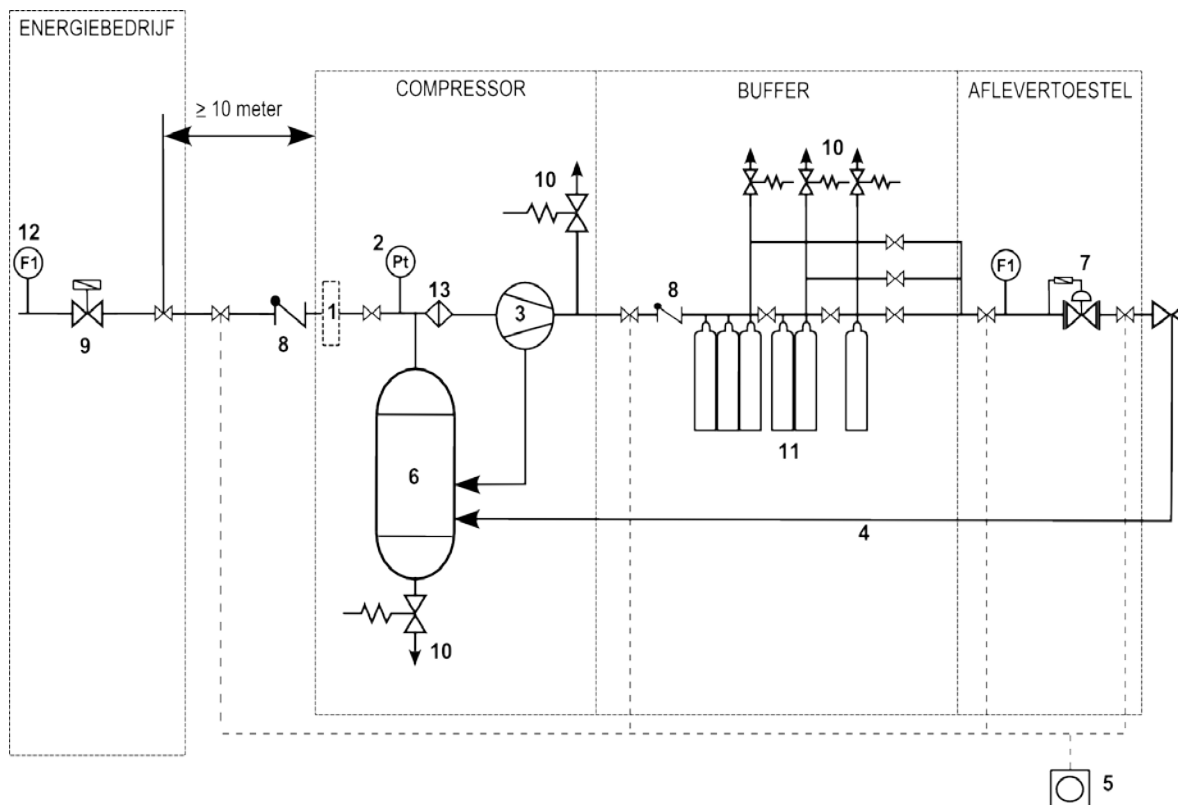 ENERGIEBEDRIJF
COMPRESSOR
BUFFER
AFLEVERTOESTEL
≥ 10 meter
10
10
12
F1
2
Pt
F1
7
13
8
9
8
1
3
11
6
4
10
5